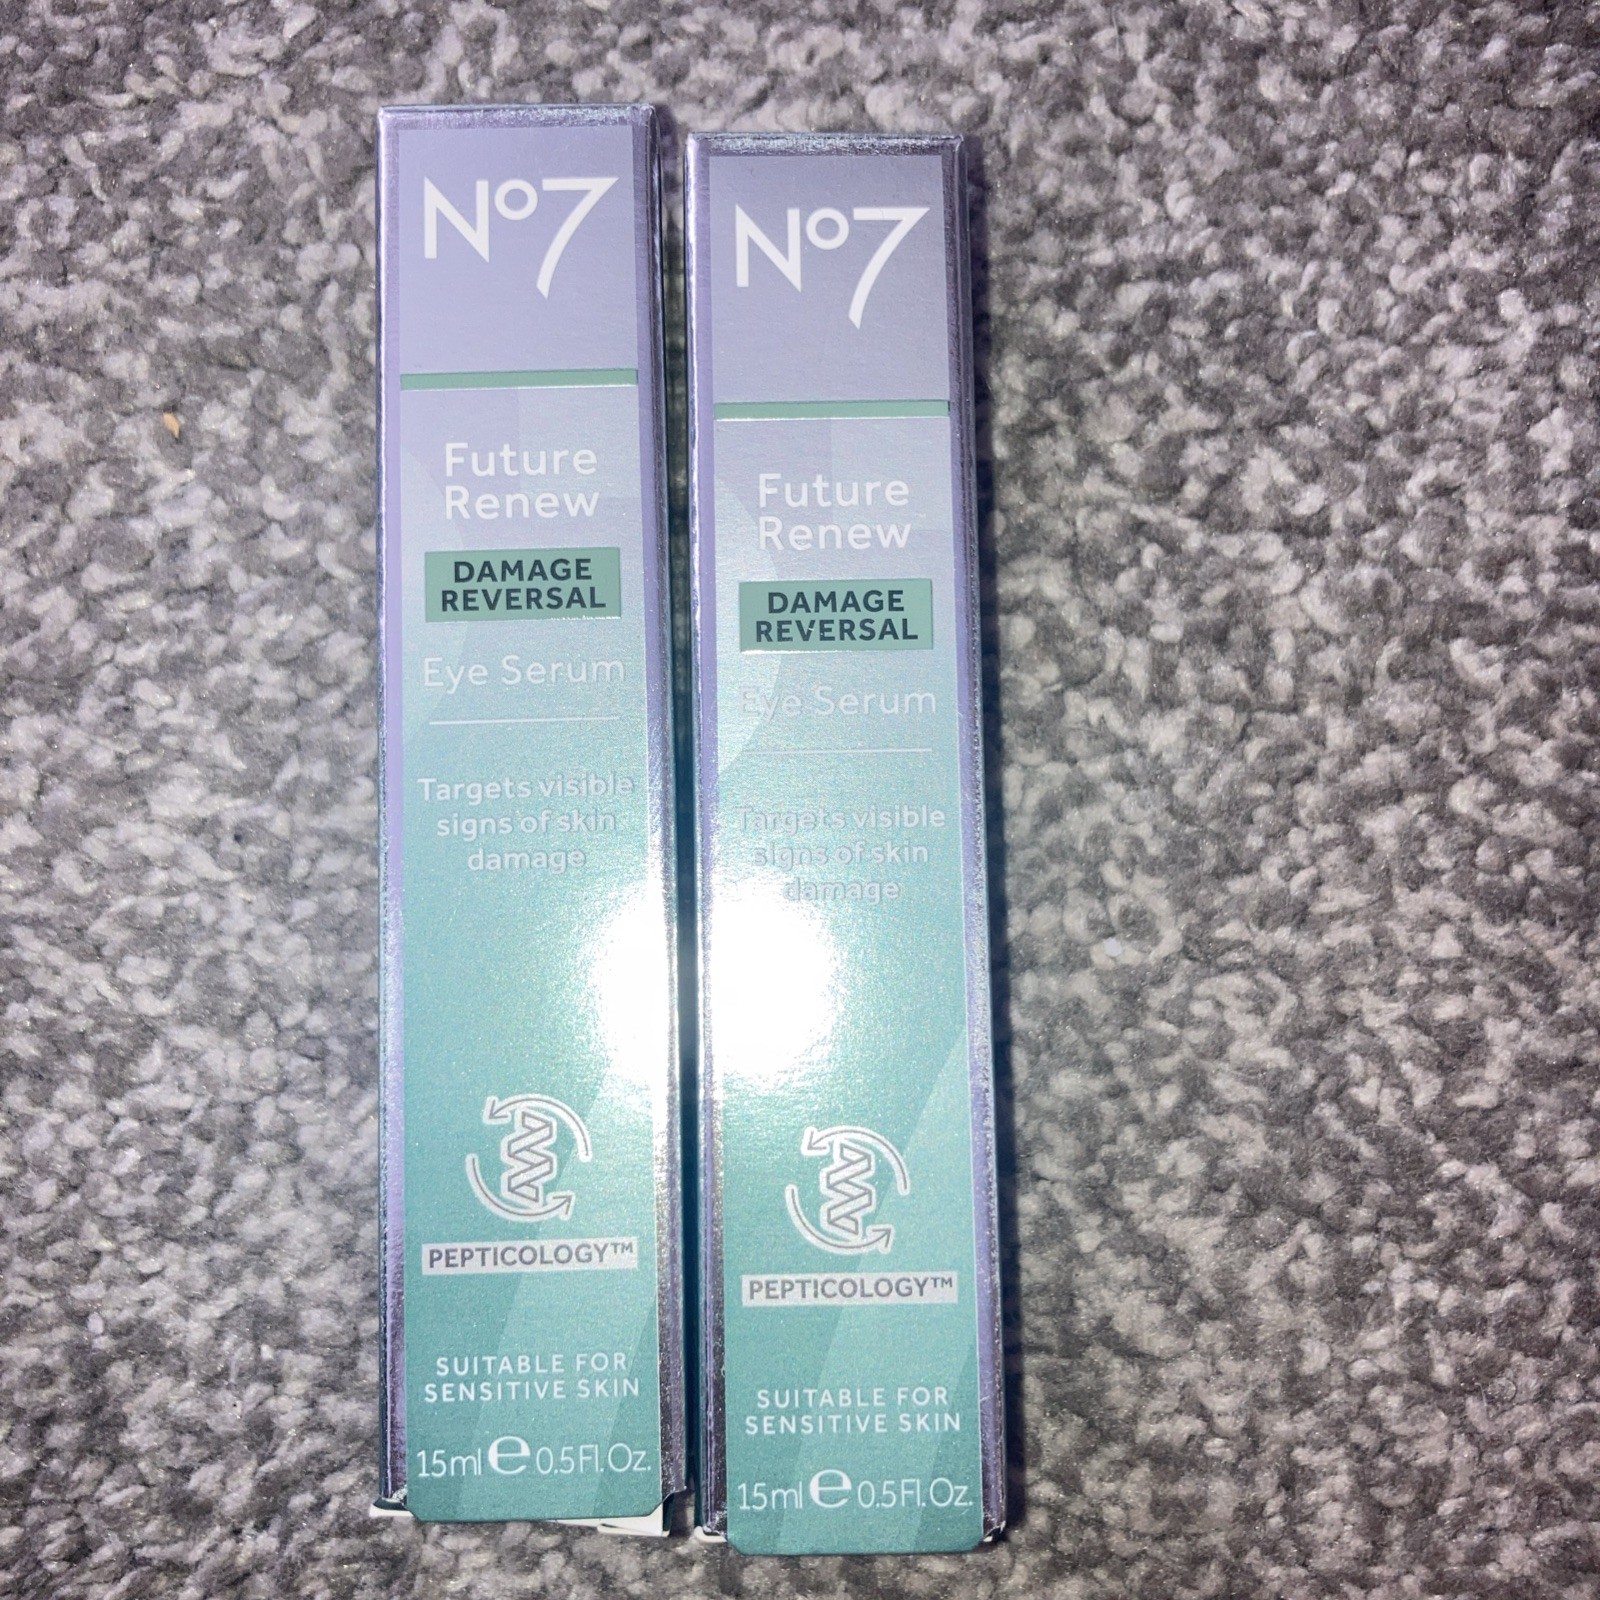 No7
Future
Renew
DAMAGE
REVERSAL
Eye Serum
Targets visible
signs of skin
damage
PEPTICOLOGY™
SUITABLE FOR
SENSITIVE SKIN
15ml e 0.5Fl.Oz.
No7
Future
Renew
DAMAGE
REVERSAL
Eye Serum
Targets visible
signs of skin
damage
PEPTICOLOGY™
SUITABLE FOR
SENSITIVE SKIN
15ml e 0.5Fl.Oz.